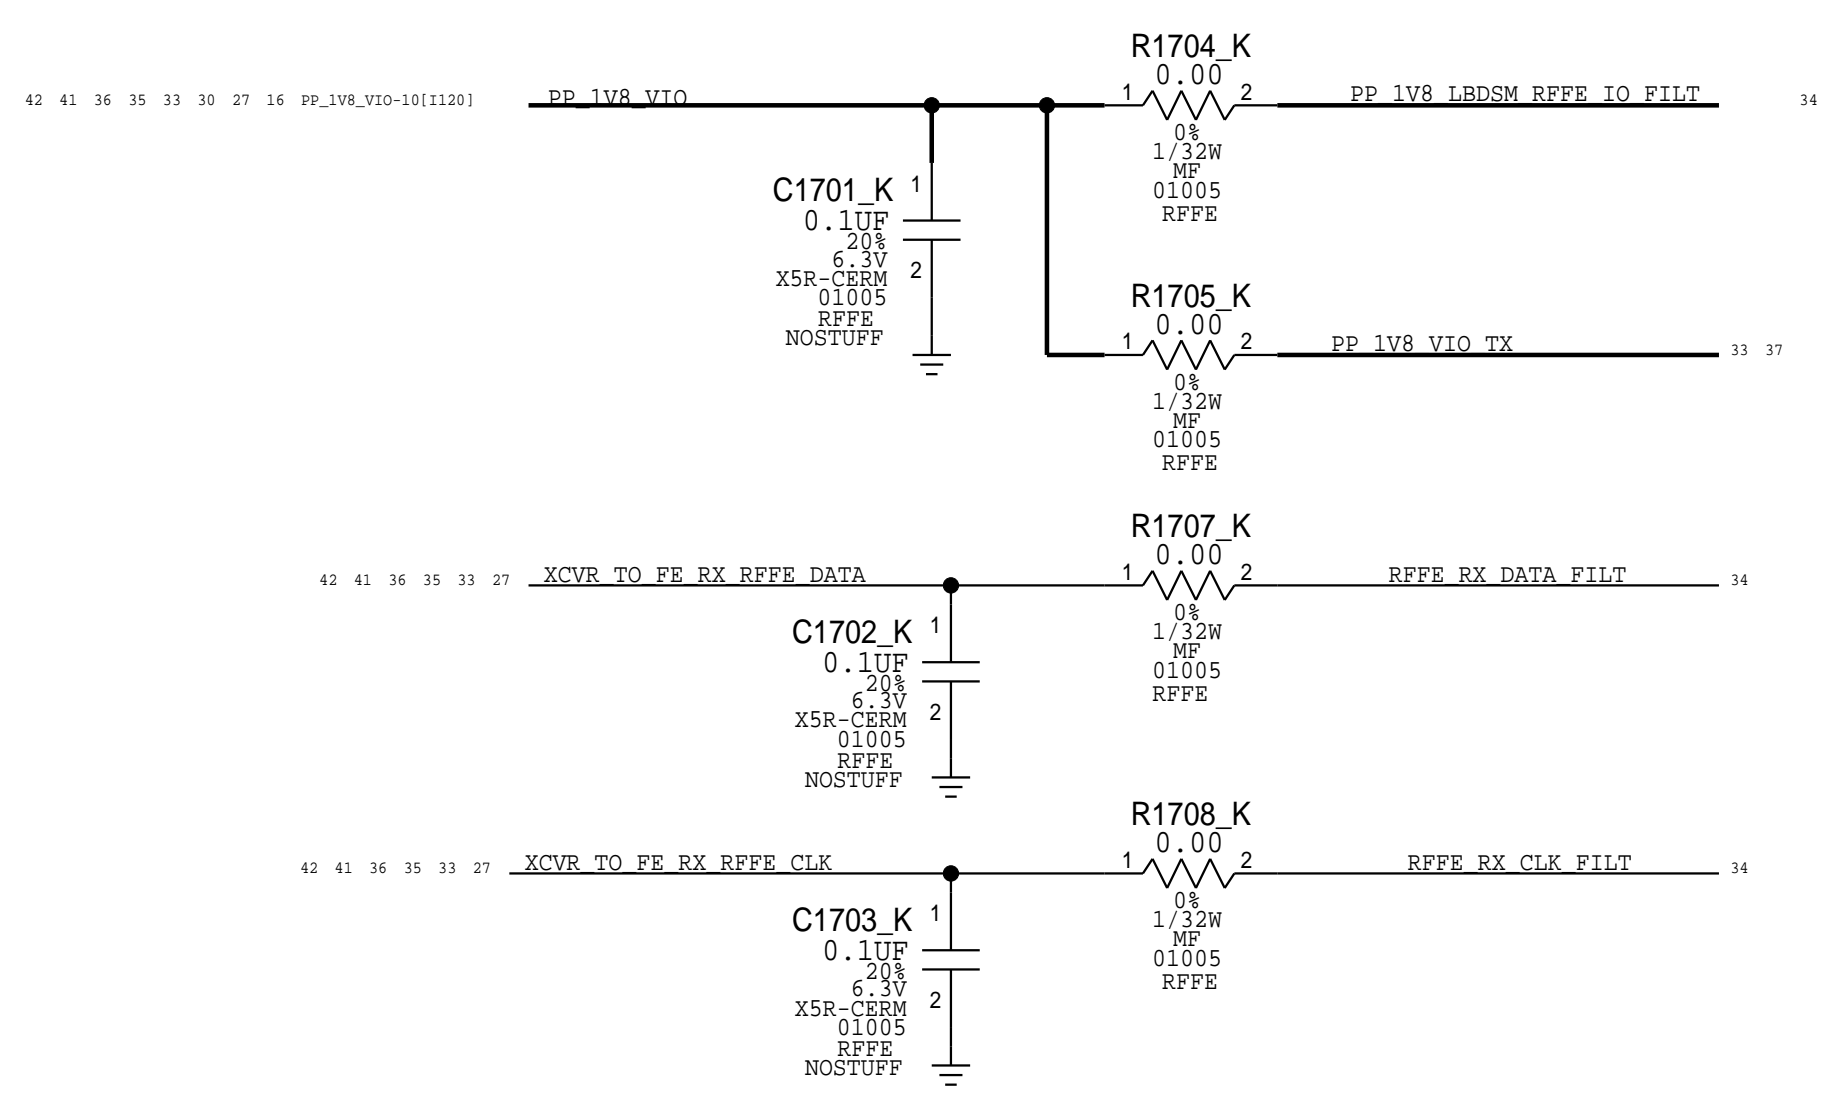 R1704_K
0.00
42 41 36 35 33 30 27 16 PP_1V8_VIO-10[I120] PP_1V8_VIO 1 2 PP_1V8_LBDSM_RFFE_IO_FILT 34
0%
1/32W
MF
01005
RFFE
C1701_K 1
0.1UF
20%
6.3V
X5R-CERM 2
01005
RFFE
NOSTUFF
R1705_K
0.00
1 2 PP_1V8_VIO_TX 33 37
0%
1/32W
MF
01005
RFFE
R1707_K
0.00
42 41 36 35 33 27 XCVR_TO_FE_RX_RFFE_DATA 1 2 RFFE_RX_DATA_FILT 34
0%
1/32W
MF
01005
RFFE
C1702_K 1
0.1UF
20%
6.3V
X5R-CERM 2
01005
RFFE
NOSTUFF
R1708_K
0.00
42 41 36 35 33 27 XCVR_TO_FE_RX_RFFE_CLK 1 2 RFFE_RX_CLK_FILT 34
0%
1/32W
MF
01005
RFFE
C1703_K 1
0.1UF
20%
6.3V
X5R-CERM 2
01005
RFFE
NOSTUFF